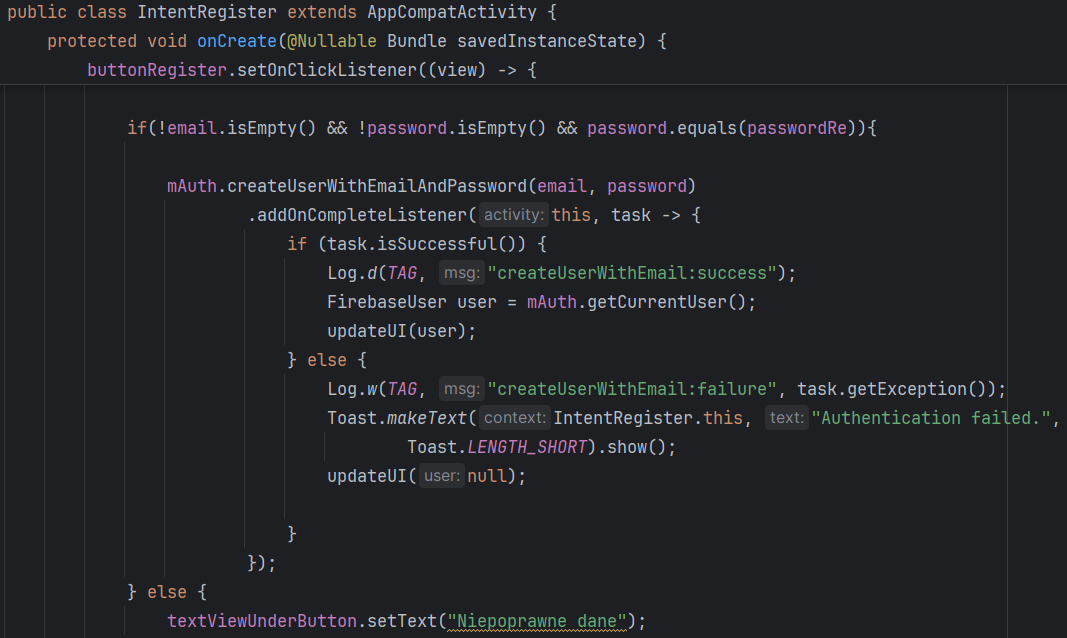 public class IntentRegister extends AppCompatActivity {
protected void onCreate(@Nullable Bundle savedInstanceState) {
buttonRegister.setOnClickListener((view) -> {
if(!email.isEmpty() && !password.isEmpty() && password.equals(passwordRe)){
mAuth.createUserWithEmailAndPassword(email, password)
.addOnCompleteListener( activity: this, task -> {
if (task.isSuccessful()) {
Log.d(TAG, msg: "createUserWithEmail:success");
FirebaseUser user = mAuth.getCurrentUser();
updateUI(user);
} else {
Log.w(TAG, msg: "createUserWithEmail:failure", task.getException());
Toast.makeText( context: IntentRegister.this, text: "Authentication failed.",
Toast.LENGTH_SHORT).show();
updateUI( user: null);
}
});
} else {
textViewUnderButton.setText("Niepoprawne dane");